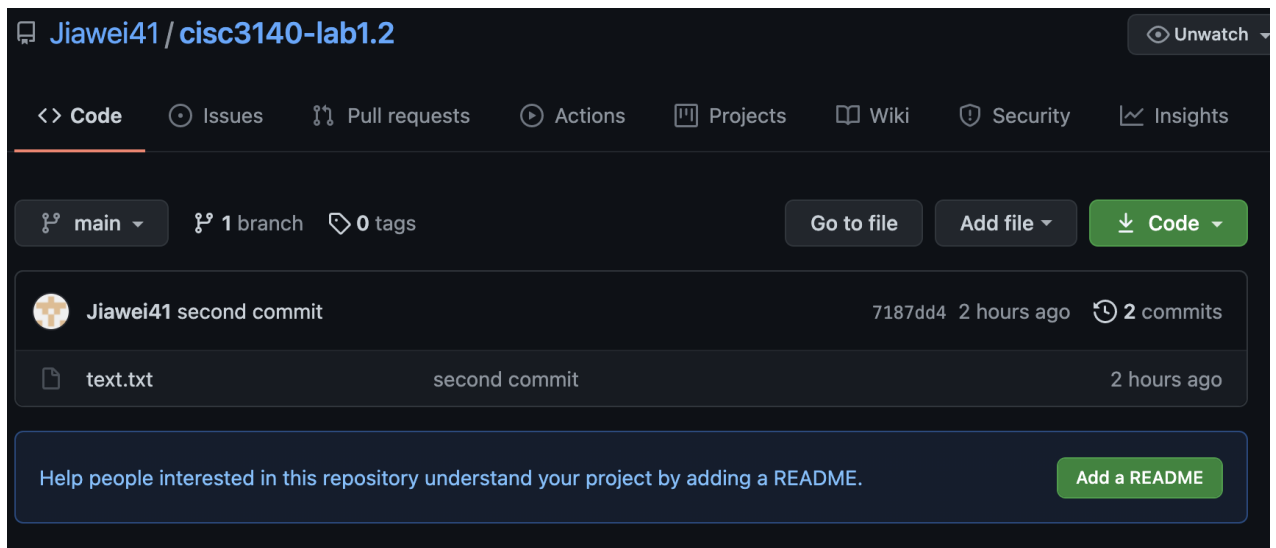 Jiawei41 / cisc3140-lab1.2 Unwatch
<> Code Issues Pull requests Actions Projects Wiki Security Insights
main 1 branch 0 tags Go to file Add file Code
Jiawei41 second commit 7187dd4 2 hours ago 2 commits
text.txt second commit 2 hours ago
Help people interested in this repository understand your project by adding a README. Add a README